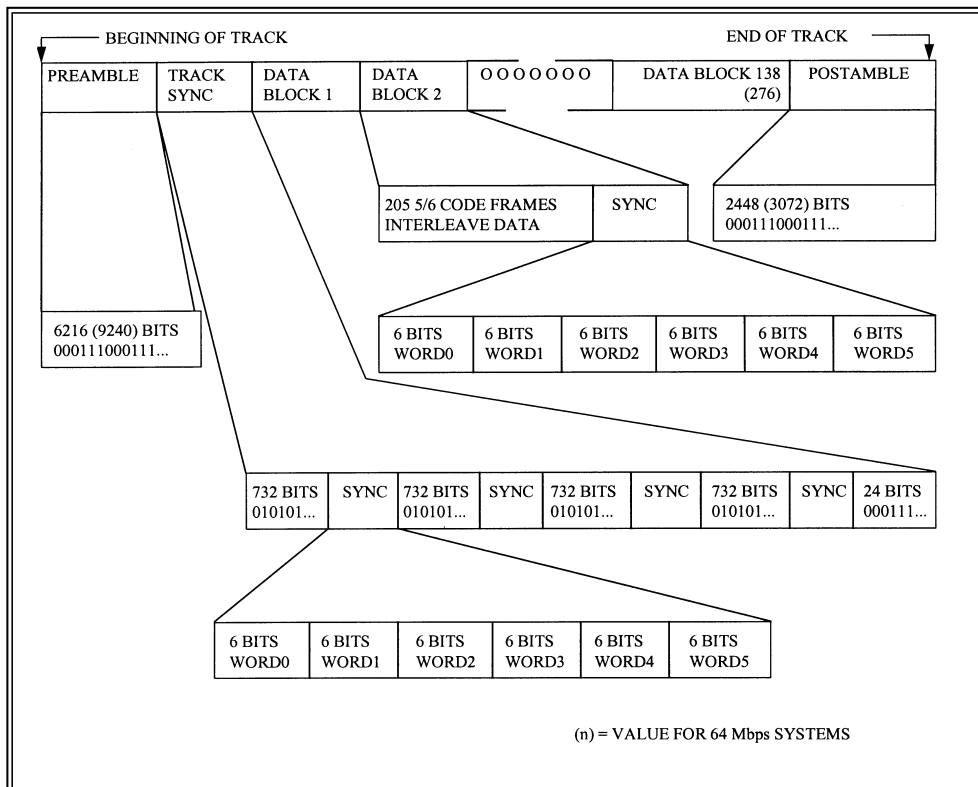 BEGINNING OF TRACK
END OF TRACK
PREAMBLE
TRACK
SYNC
DATA
BLOCK 1
DATA
BLOCK 2
O O O O O O O
DATA BLOCK 138
(276)
POSTAMBLE
205 5/6 CODE FRAMES
INTERLEAVE DATA
SYNC
2448 (3072) BITS
000111000111...
6216 (9240) BITS
000111000111...
6 BITS
WORD0
6 BITS
WORD1
6 BITS
WORD2
6 BITS
WORD3
6 BITS
WORD4
6 BITS
WORD5
732 BITS
010101...
SYNC
732 BITS
010101...
SYNC
732 BITS
010101...
SYNC
732 BITS
010101...
SYNC
24 BITS
000111...
6 BITS
WORD0
6 BITS
WORD1
6 BITS
WORD2
6 BITS
WORD3
6 BITS
WORD4
6 BITS
WORD5
(n) = VALUE FOR 64 Mbps SYSTEMS